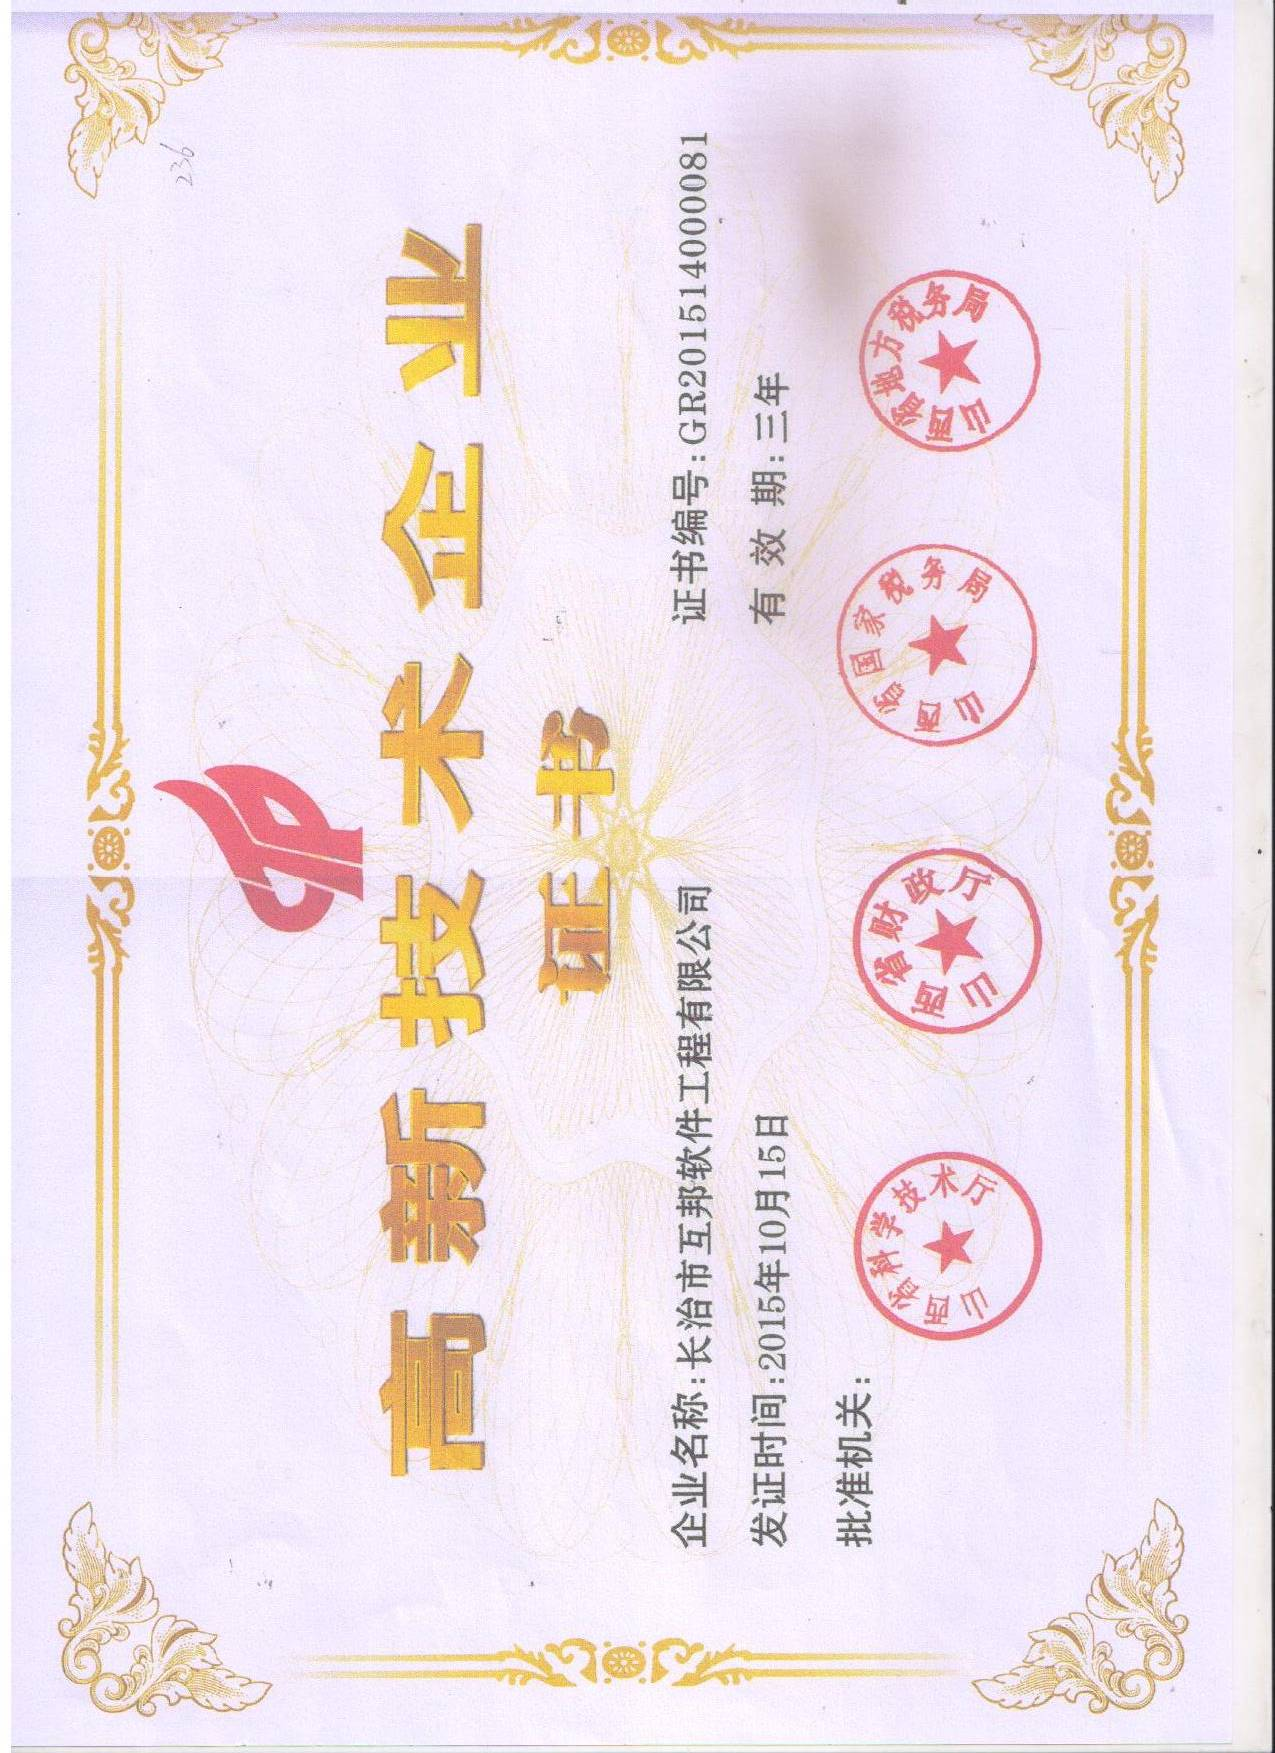 236
高新技术企业
证书
企业名称:长治市互邦软件工程有限公司
证书编号:GR201514000081
发证时间:2015年10月15日
有效期:三年
批准机关:
山西省科学技术厅
山西省财政厅
山西省国家税务局
山西省地方税务局